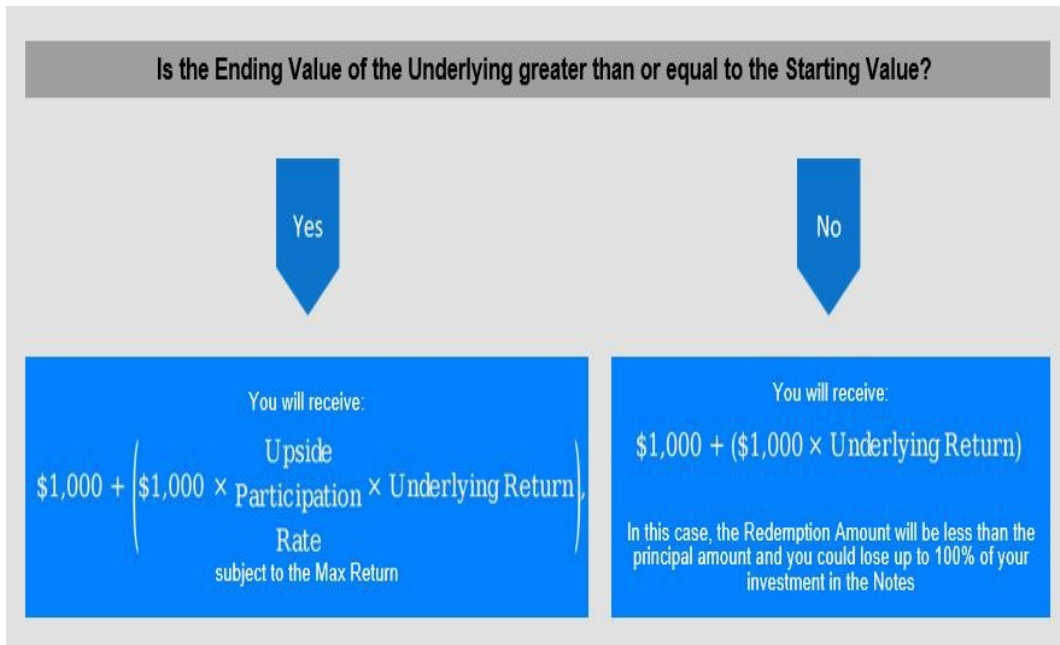 Is the Ending Value of the Underlying greater than or equal to the Starting Value?
Yes
No
You will receive:
$1,000 + ($1,000 × Upside Participation Rate × Underlying Return),
subject to the Max Return
You will receive:
$1,000 + ($1,000 × Underlying Return)
In this case, the Redemption Amount will be less than the
principal amount and you could lose up to 100% of your
investment in the Notes